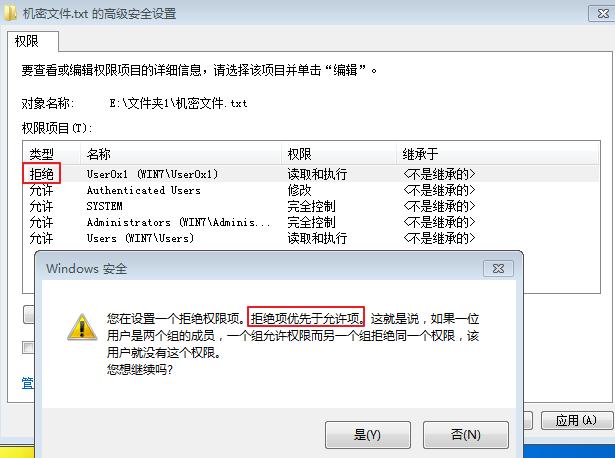 机密文件.txt 的高级安全设置
权限
要查看或编辑权限项目的详细信息，请选择该项目并单击“编辑”。
对象名称: E:\文件夹1\机密文件.txt
权限项目(T):
类型 名称 权限 继承于
拒绝 User0x1 (WIN7\User0x1) 读取和执行 <不是继承的>
允许 Authenticated Users 修改 <不是继承的>
允许 SYSTEM 完全控制 <不是继承的>
允许 Administrators (WIN7\Adminis... 完全控制 <不是继承的>
允许 Users (WIN7\Users) 读取和执行 <不是继承的>
Windows 安全
您在设置一个拒绝权限项。拒绝项优先于允许项。这就是说，如果一位
用户是两个组的成员，一个组允许权限而另一个组拒绝同一个权限，该
用户就没有这个权限。
您想继续吗?
管
是(Y) 否(N)
应用(A)